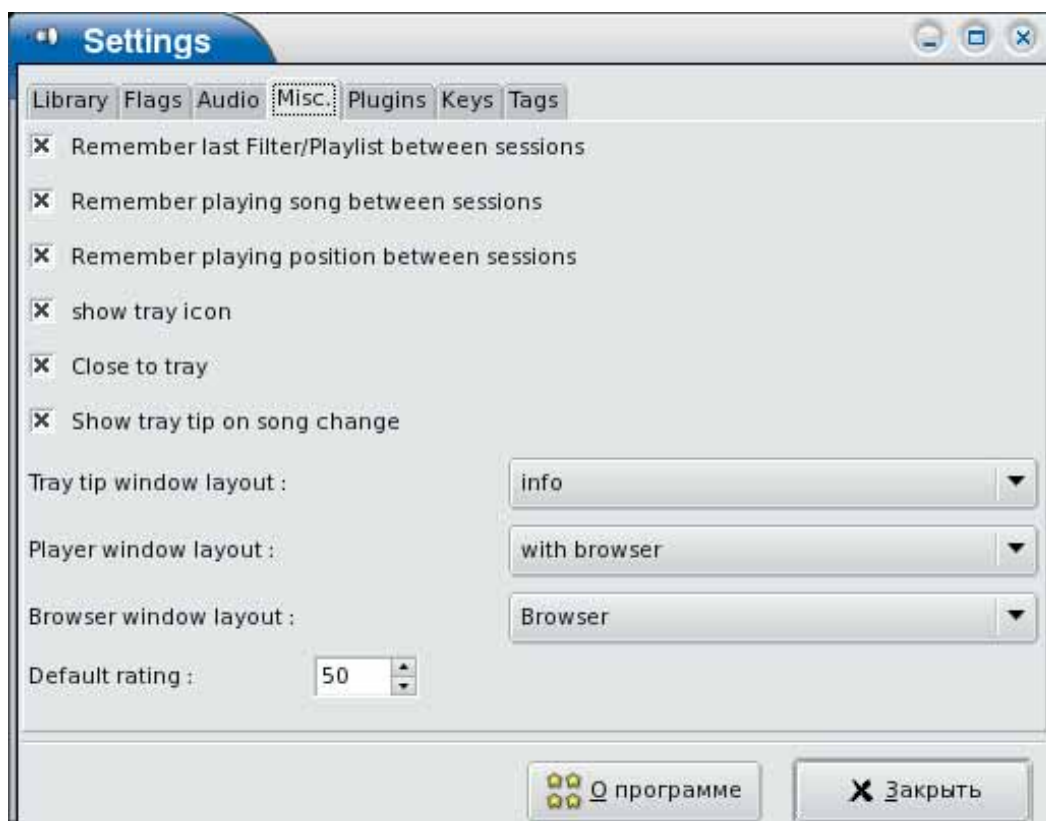 Settings
Library Flags Audio Misc. Plugins Keys Tags
Remember last Filter/Playlist between sessions
Remember playing song between sessions
Remember playing position between sessions
show tray icon
Close to tray
Show tray tip on song change
Tray tip window layout : info
Player window layout : with browser
Browser window layout : Browser
Default rating : 50
О программе Закрыть